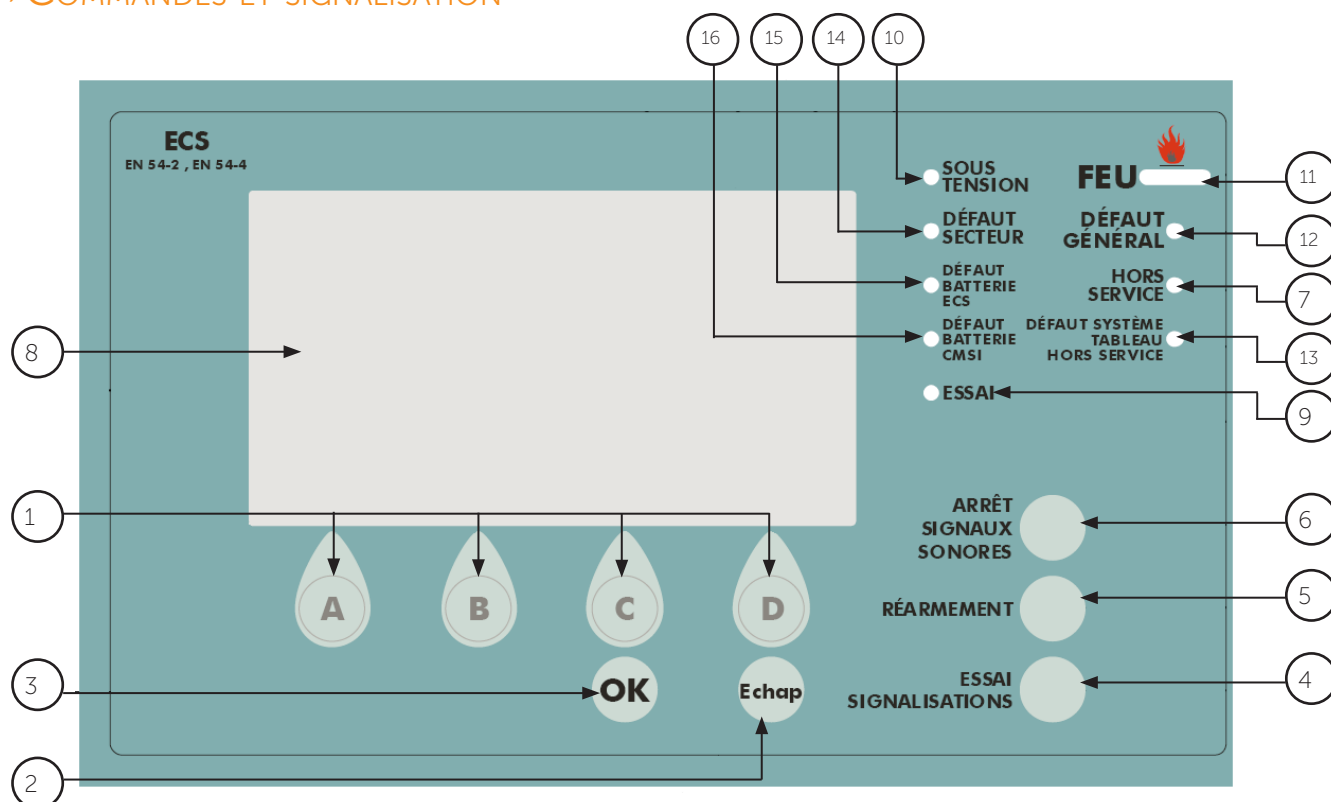 COMMANDES ET SIGNALISATION
16
15
14
10
ECS
EN 54-2 , EN 54-4
SOUS
TENSION
FEU
11
DÉFAUT
SECTEUR
DÉFAUT
GÉNÉRAL
12
DÉFAUT
BATTERIE
ECS
HORS
SERVICE
7
8
DÉFAUT
BATTERIE
CMSI
DÉFAUT SYSTÈME
TABLEAU
HORS SERVICE
13
ESSAI
9
1
ARRÊT
SIGNAUX
SONORES
6
A
B
C
D
RÉARMEMENT
5
3
OK
Echap
ESSAI
SIGNALISATIONS
4
2